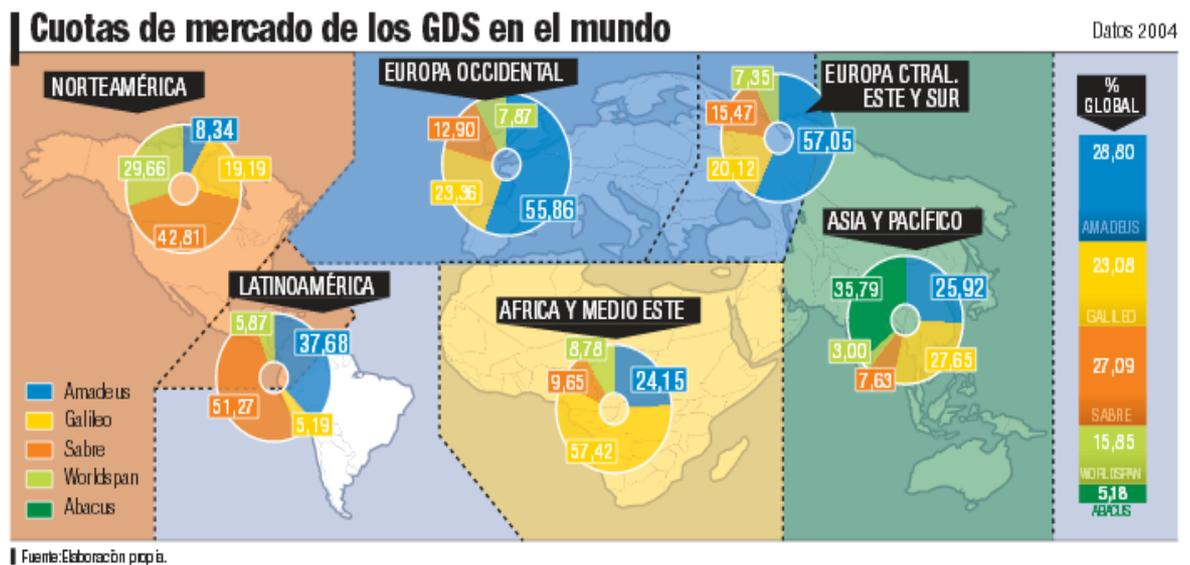 Cuotas de mercado de los GDS en el mundo
Datos 2004
NORTEAMÉRICA
8,34
19,19
42,81
29,66
EUROPA OCCIDENTAL
7,87
12,90
23,36
55,86
EUROPA CTRAL.
ESTE Y SUR
7,35
15,47
20,12
57,05
LATINOAMÉRICA
5,87
37,68
51,27
5,19
AFRICA Y MEDIO ESTE
8,78
9,65
24,15
57,42
ASIA Y PACÍFICO
35,79
25,92
3,00
7,63
27,65
%
GLOBAL
28,80
AMADEUS
23,08
GALILEO
27,09
SABRE
15,85
WORLDSPAN
5,18
ABACUS
Amadeus
Galileo
Sabre
Worldspan
Abacus
Fuente:Elaboración propia.